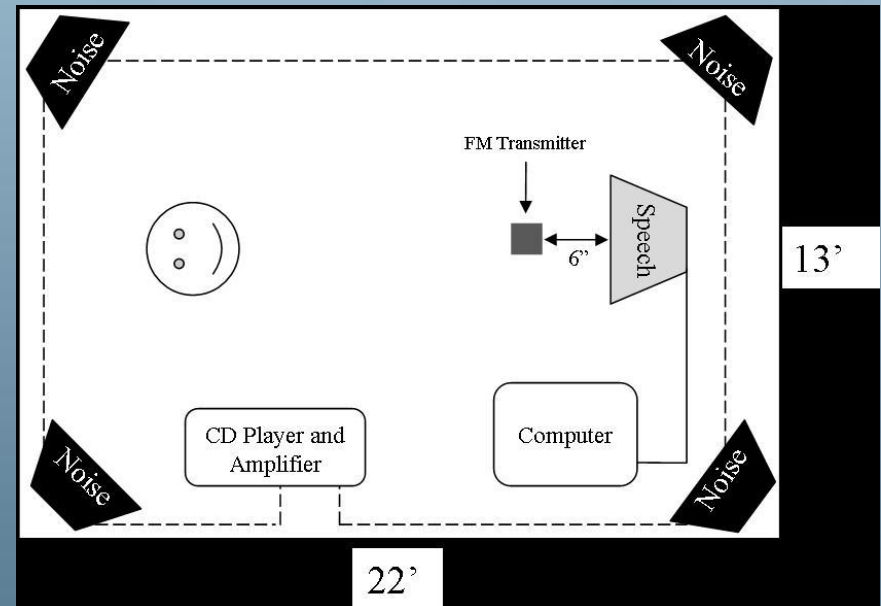 Noise
Noise
FM Transmitter
Speech
6”
13’
CD Player and
Amplifier
Computer
Noise
Noise
22’